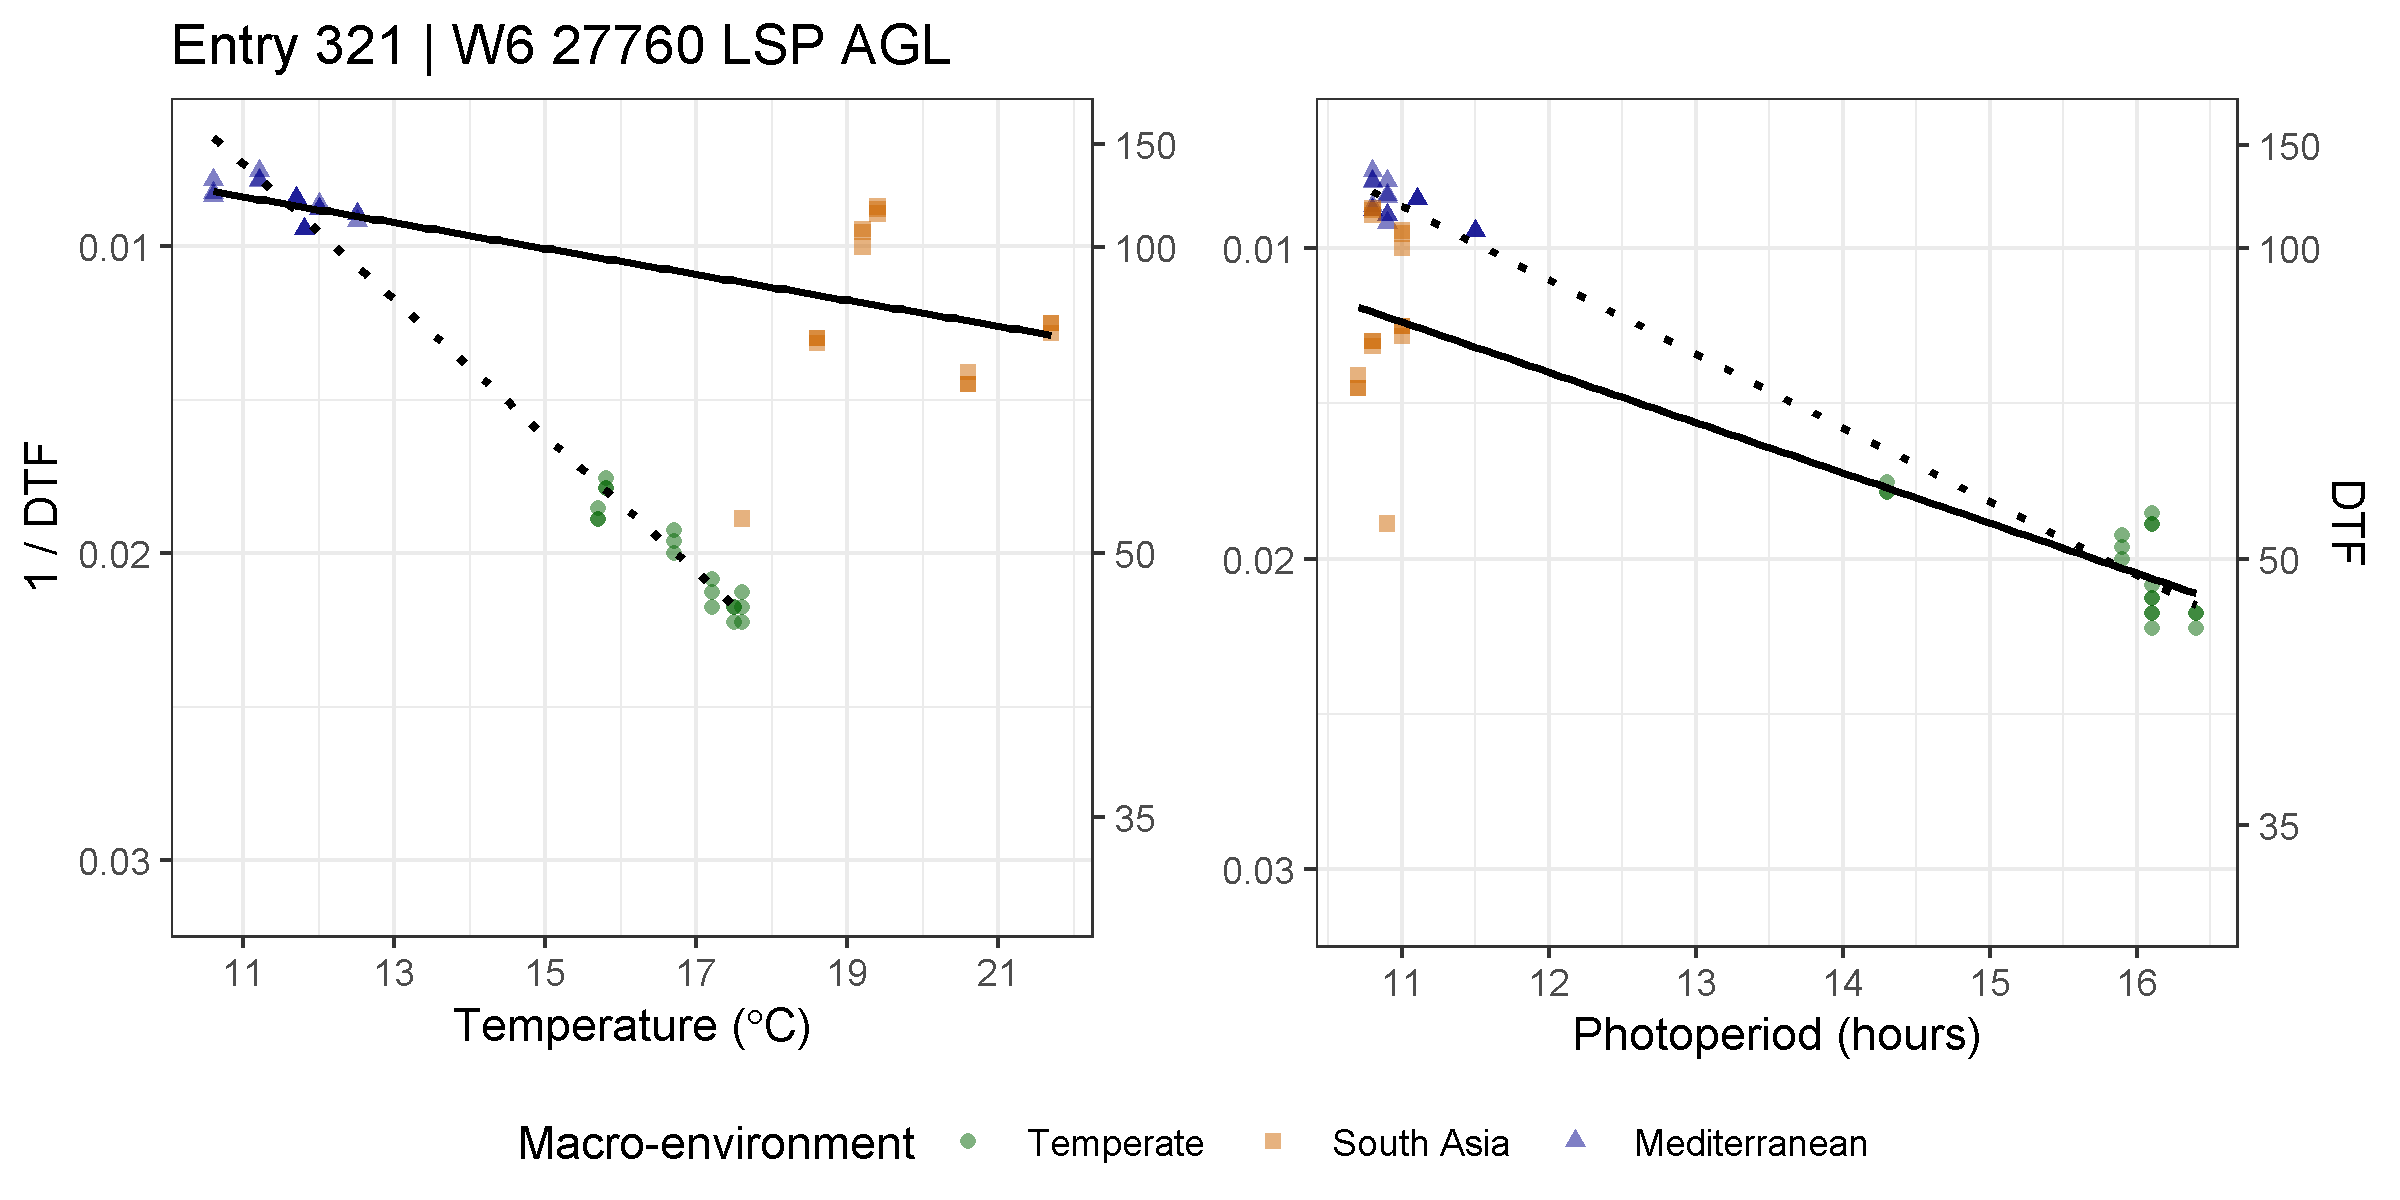 Entry 321 | W6 27760 LSP AGL
1 / DTF
0.01
0.02
0.03
150
100
50
35
11 13 15 17 19 21
Temperature (°C)
0.01
0.02
0.03
150
100
50
35
DTF
11 12 13 14 15 16
Photoperiod (hours)
Macro-environment Temperate South Asia Mediterranean